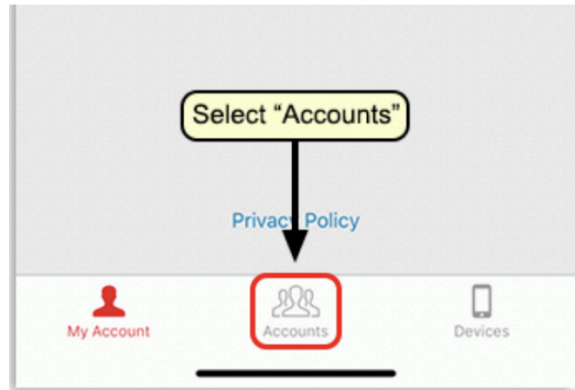 Select “Accounts”
Privacy Policy
My Account
Accounts
Devices